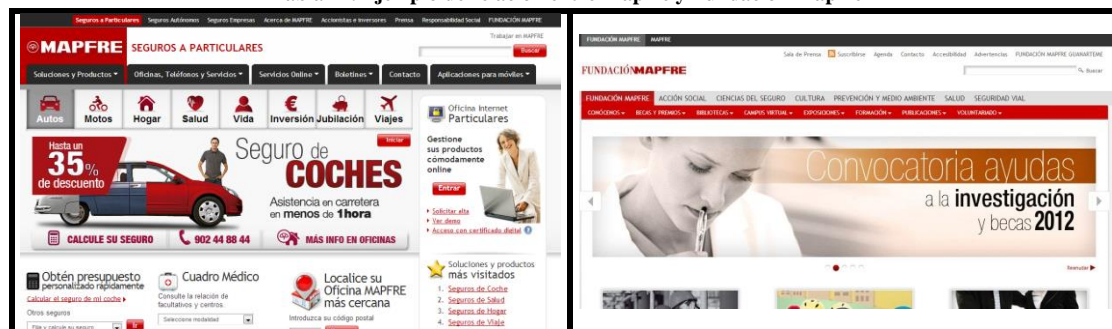 Seguros a Particulares Seguros Autónomos Seguros Empresas Acerca de MAPFRE Accionistas e Inversores Prensa Responsabilidad Social FUNDACIÓN MAPFRE
Trabajar en MAPFRE
MAPFRE SEGUROS A PARTICULARES
Buscar
Soluciones y Productos Oficinas, Teléfonos y Servicios Servicios Online Boletines Contacto Aplicaciones para móviles
Autos Motos Hogar Salud Vida Inversión Jubilación Viajes
Hasta un
35%
de descuento
Seguro de
COCHES
Iniciar
Asistencia en carretera
en menos de 1hora
CALCULE SU SEGURO 902 44 88 44 MÁS INFO EN OFICINAS
Oficina Internet
Particulares
Gestione
sus productos
cómodamente
online
Entrar
Solicitar alta
Ver demo
Acceso con certificado digital
Obtén presupuesto
personalizado rápidamente
Calcular el seguro de mi coche
Otros seguros
Elija y calcule su seguro Ir
Cuadro Médico
Consulte la relación de
facultativos y centros.
Seleccione modalidad
Localice su
Oficina MAPFRE
más cercana
Introduzca su código postal
Soluciones y productos
más visitados
1. Seguros de Coche
2. Seguros de Salud
3. Seguros de Hogar
4. Seguros de Viaje
FUNDACIÓN MAPFRE MAPFRE
Sala de Prensa Suscribirse Agenda Contacto Accesibilidad Advertencias FUNDACIÓN MAPFRE GUANARTEME
FUNDACIÓNMAPFRE
Buscar
FUNDACIÓN MAPFRE ACCIÓN SOCIAL CIENCIAS DEL SEGURO CULTURA PREVENCIÓN Y MEDIO AMBIENTE SALUD SEGURIDAD VIAL
CONÓCENOS BECAS Y PREMIOS BIBLIOTECAS CAMPUS VIRTUAL EXPOSICIONES FORMACIÓN PUBLICACIONES VOLUNTARIADO
Convocatoria ayudas
a la investigación
y becas 2012
Reanudar